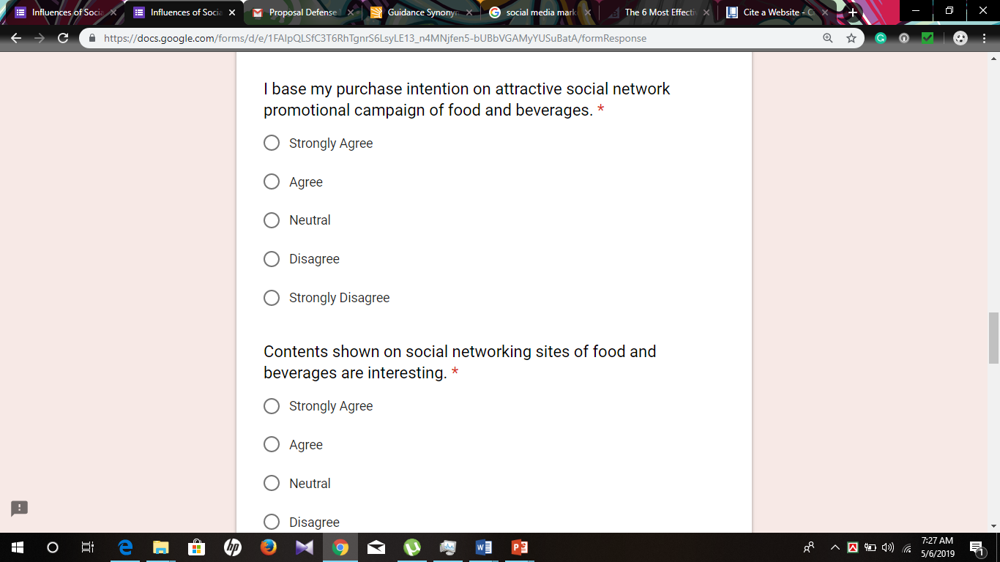 Influences of Socia
Influences of Socia
Proposal Defense
Guidance Synonym
social media mark
The 6 Most Effectiv
Cite a Website - Ci
https://docs.google.com/forms/d/e/1FAIpQLSfC3T6RhTgnrS6LsyLE13_n4MNjfen5-bUBbVGAMyYUSuBatA/formResponse
I base my purchase intention on attractive social network
promotional campaign of food and beverages. *
Strongly Agree
Agree
Neutral
Disagree
Strongly Disagree
Contents shown on social networking sites of food and
beverages are interesting. *
Strongly Agree
Agree
Neutral
Disagree
7:27 AM
5/6/2019
1